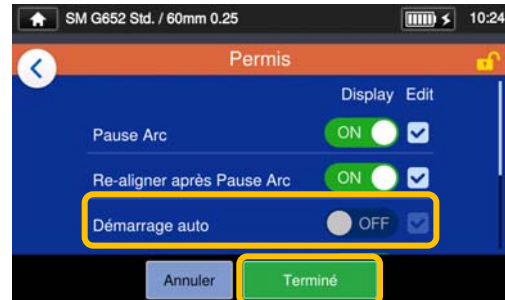 SM G652 Std. / 60mm 0.25 10:24
Permis
Display Edit
Pause Arc ON
Re-aligner après Pause Arc ON
Démarrage auto OFF
Annuler Terminé